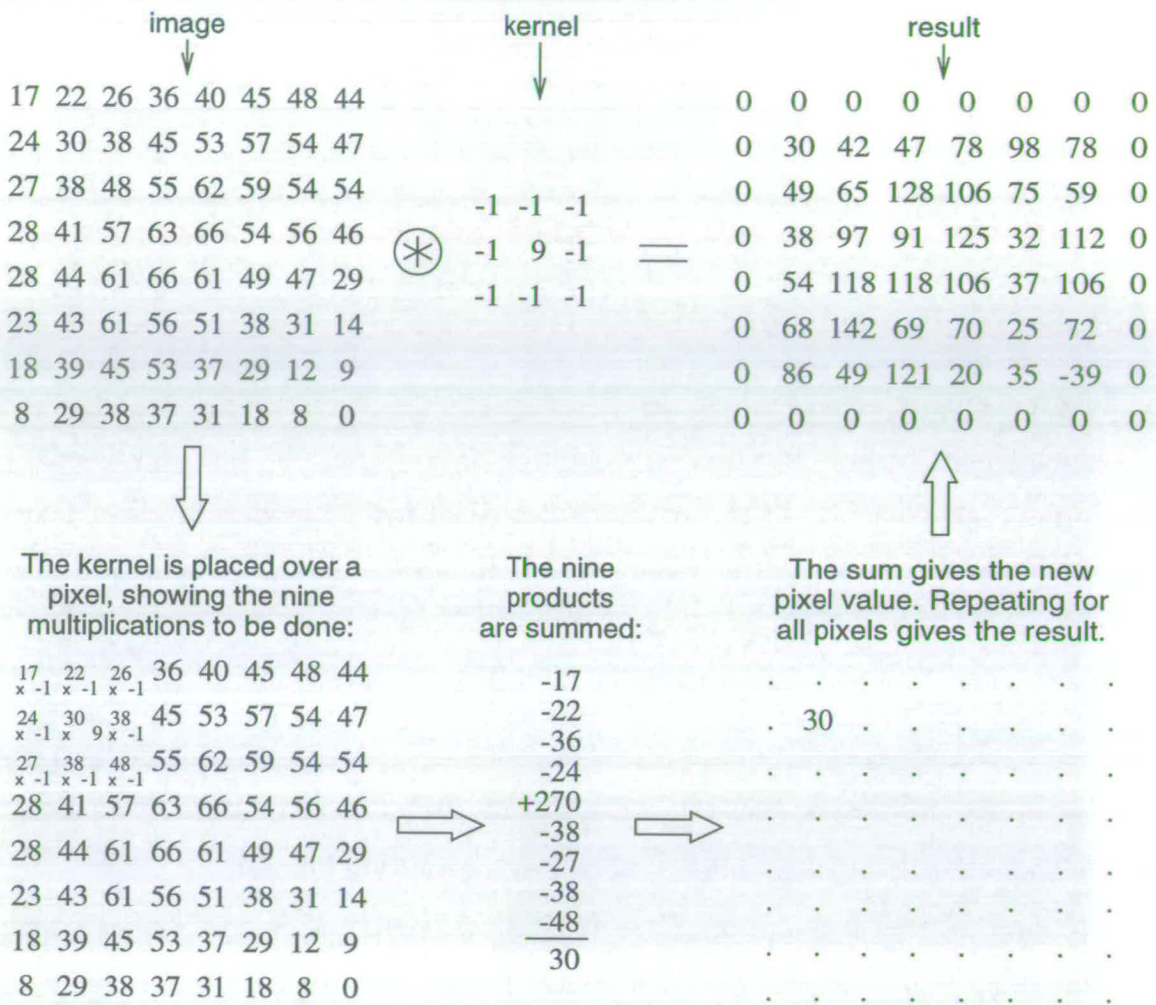 image kernel result
17 22 26 36 40 45 48 44 0 0 0 0 0 0 0 0
24 30 38 45 53 57 54 47 0 30 42 47 78 98 78 0
27 38 48 55 62 59 54 54 -1 -1 -1 0 49 65 128 106 75 59 0
28 41 57 63 66 54 56 46 * -1 9 -1 = 0 38 97 91 125 32 112 0
28 44 61 66 61 49 47 29 -1 -1 -1 0 54 118 118 106 37 106 0
23 43 61 56 51 38 31 14 0 68 142 69 70 25 72 0
18 39 45 53 37 29 12 9 0 86 49 121 20 35 -39 0
8 29 38 37 31 18 8 0 0 0 0 0 0 0 0 0
The kernel is placed over a
pixel, showing the nine
multiplications to be done:
17 22 26 36 40 45 48 44
x -1 x -1 x -1
24 30 38 45 53 57 54 47
x -1 x 9 x -1
27 38 48 55 62 59 54 54
x -1 x -1 x -1
28 41 57 63 66 54 56 46
28 44 61 66 61 49 47 29
23 43 61 56 51 38 31 14
18 39 45 53 37 29 12 9
8 29 38 37 31 18 8 0
The nine
products
are summed:
-17
-22
-36
-24
+270
-38
-27
-38
-48
30
The sum gives the new
pixel value. Repeating for
all pixels gives the result.
30